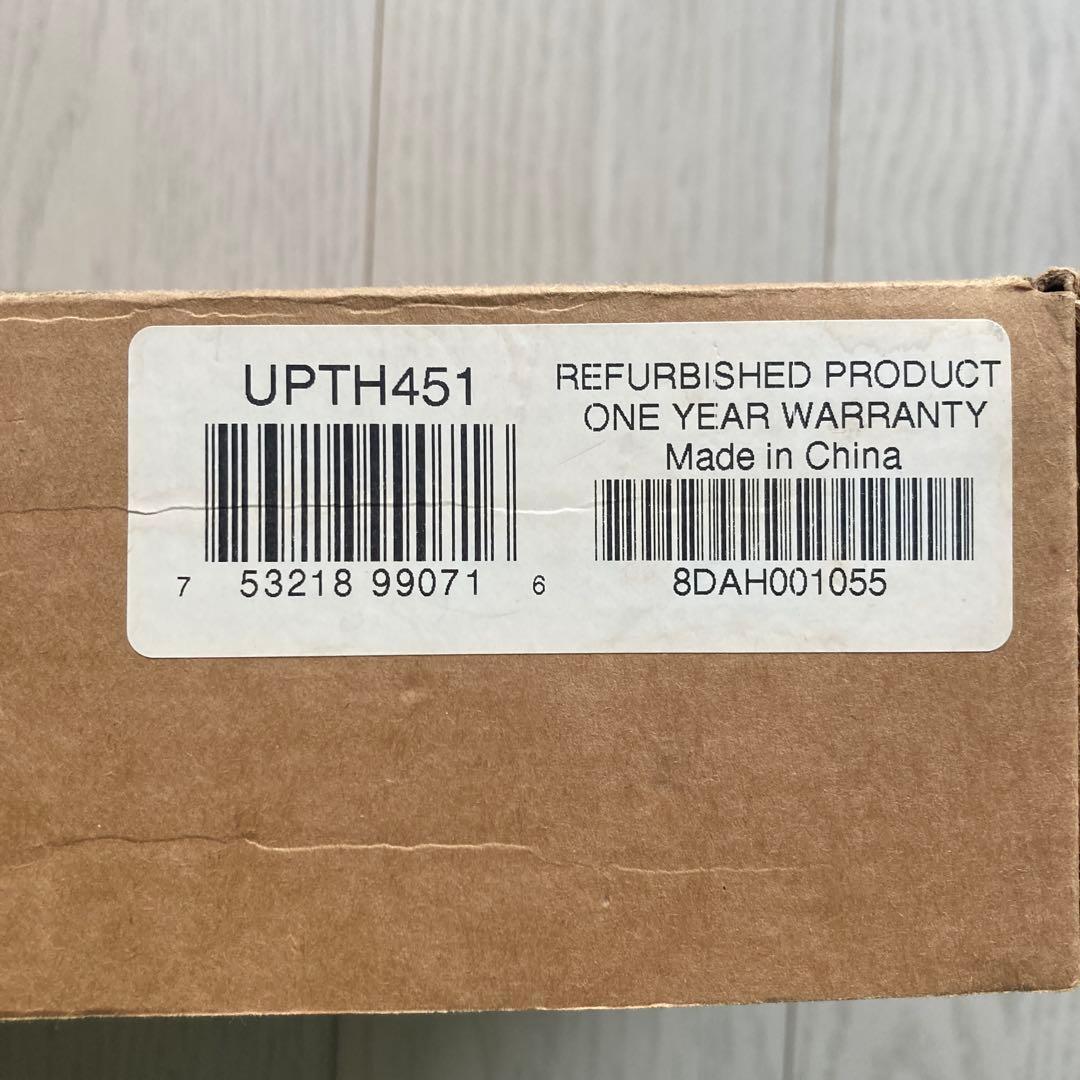 UPTH451
7 53218 99071 6
REFURBISHED PRODUCT
ONE YEAR WARRANTY
Made in China
8DAH001055